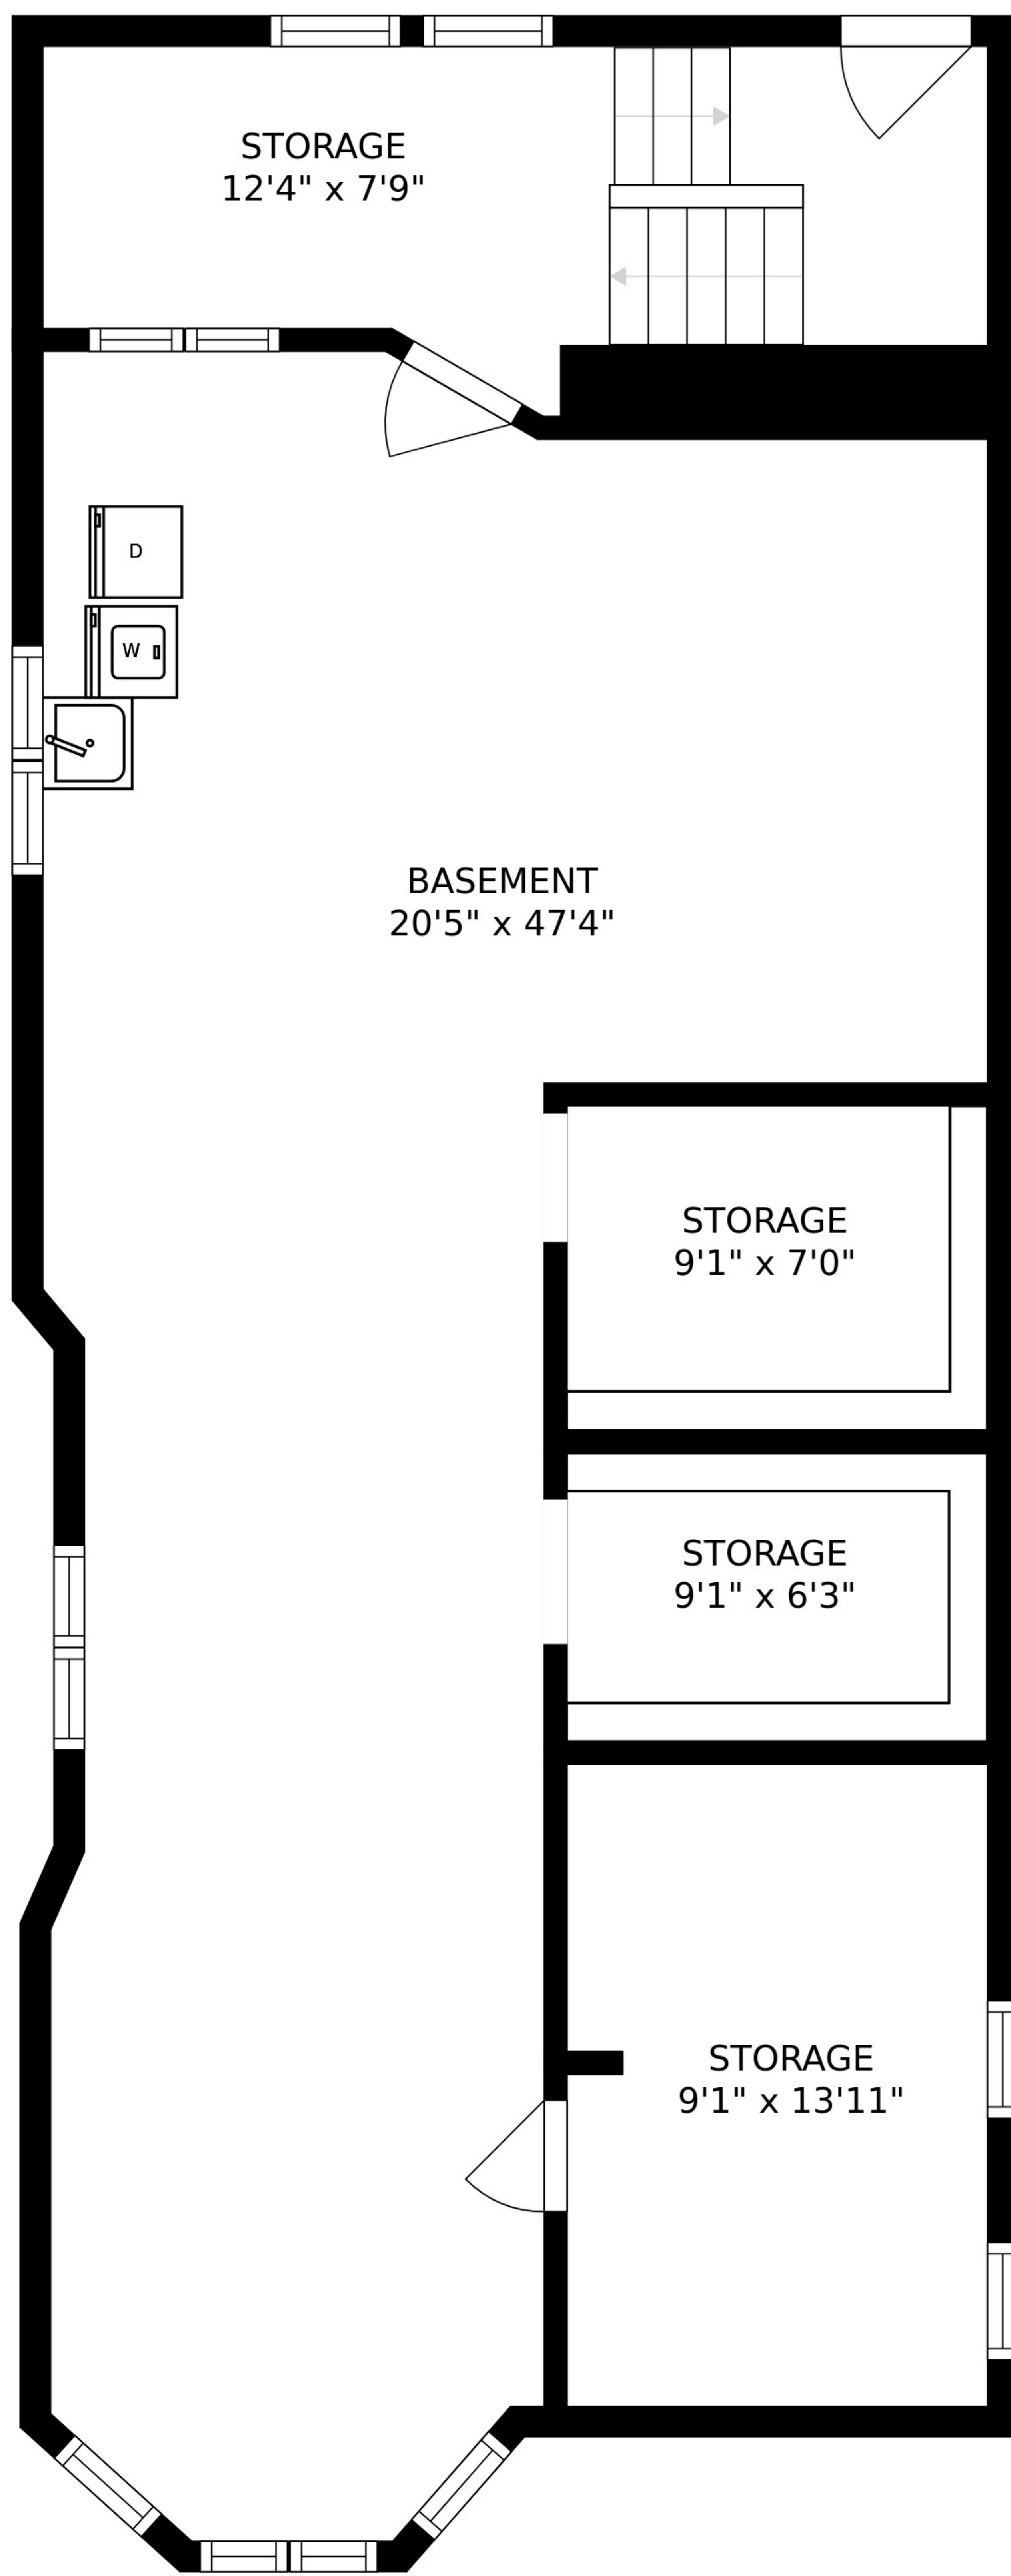 STORAGE
12'4" x 7'9"
D
W
BASEMENT
20'5" x 47'4"
STORAGE
9'1" x 7'0"
STORAGE
9'1" x 6'3"
STORAGE
9'1" x 13'11"